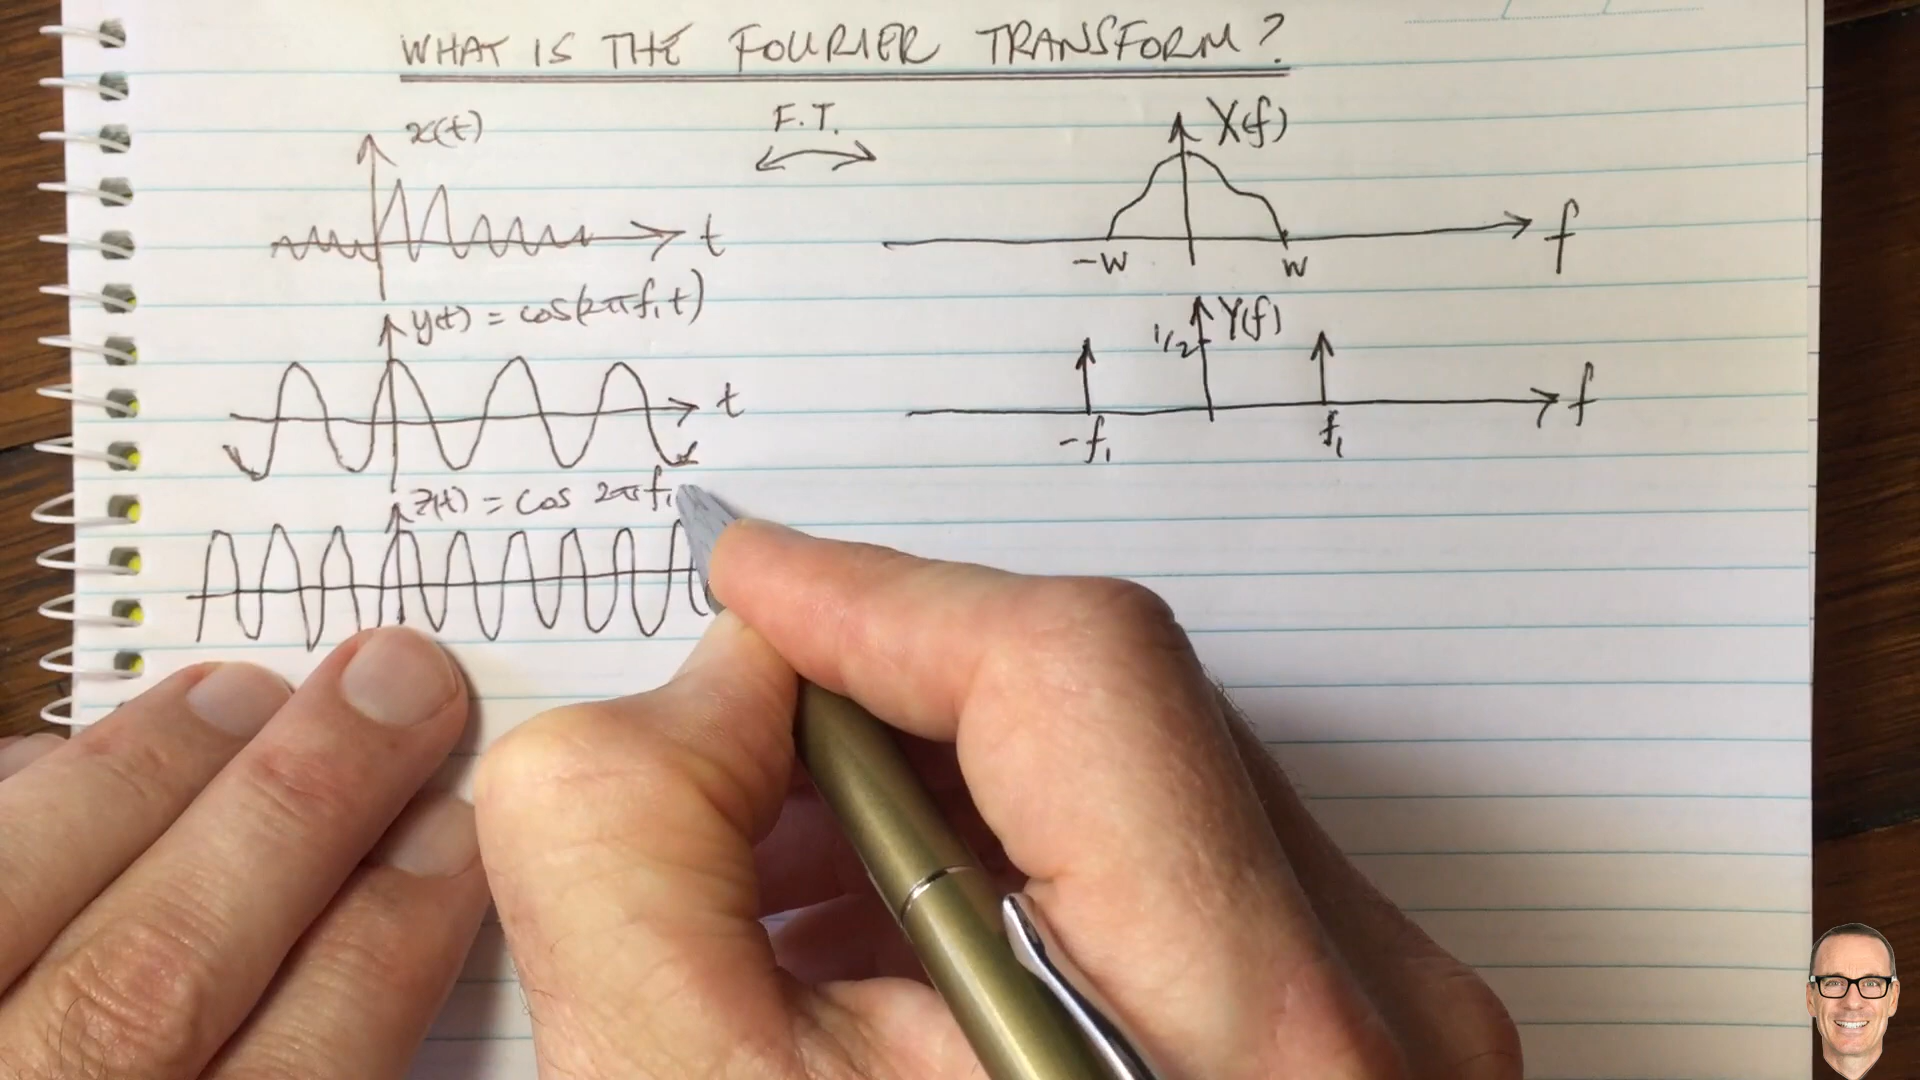 WHAT IS THE FOURIER TRANSFORM?
x(t)
F.T.
X(f)
t
f
-W
W
y(t) = cos(2πf₁t)
1/2
Y(f)
t
f
-f₁
f₁
z(t) = cos 2πf₁